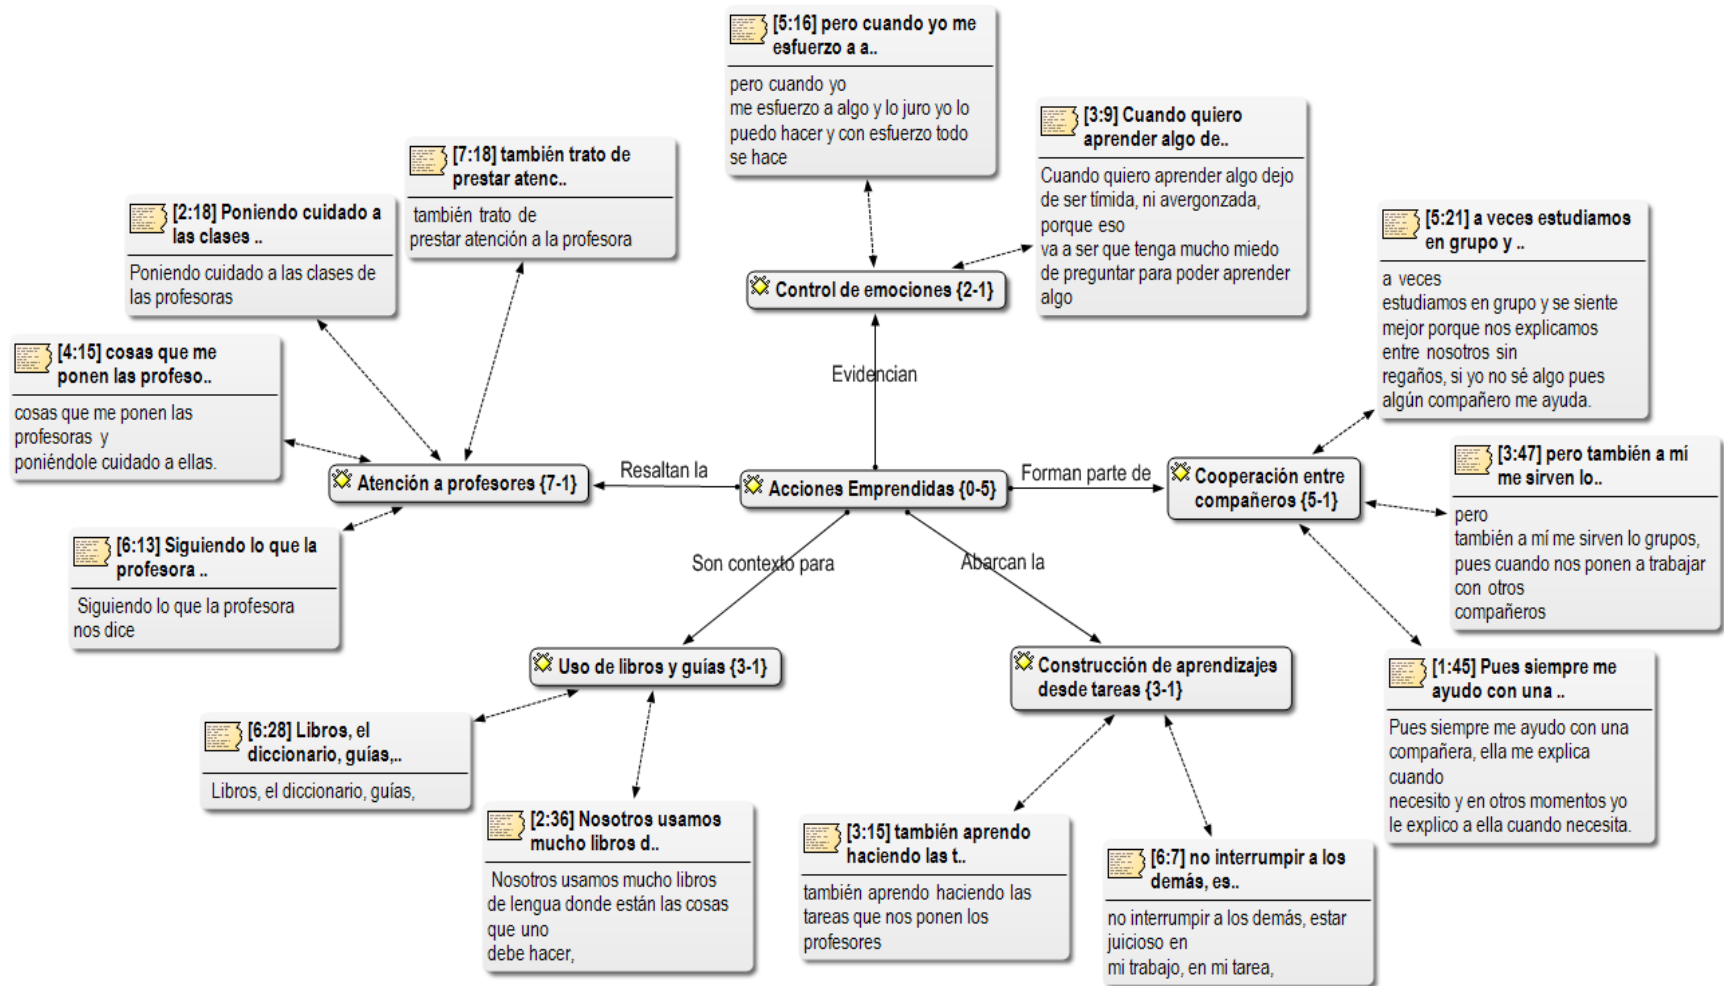 [5:16] pero cuando yo me
esfuerzo a a..
pero cuando yo
me esfuerzo a algo y lo juro yo lo
puedo hacer y con esfuerzo todo
se hace
[3:9] Cuando quiero
aprender algo de..
Cuando quiero aprender algo dejo
de ser tímida, ni avergonzada,
porque eso
va a ser que tenga mucho miedo
de preguntar para poder aprender
algo
[7:18] también trato de
prestar atenc..
también trato de
prestar atención a la profesora
[2:18] Poniendo cuidado a
las clases ..
Poniendo cuidado a las clases de
las profesoras
[5:21] a veces estudiamos
en grupo y ..
a veces
estudiamos en grupo y se siente
mejor porque nos explicamos
entre nosotros sin
regaños, si yo no sé algo pues
algún compañero me ayuda.
Control de emociones {2-1}
[4:15] cosas que me
ponen las profeso..
cosas que me ponen las
profesoras y
poniéndole cuidado a ellas.
Evidencian
Atención a profesores {7-1}
Resaltan la
Acciones Emprendidas {0-5}
Forman parte de
Cooperación entre
compañeros {5-1}
[3:47] pero también a mí
me sirven lo..
pero
también a mí me sirven lo grupos,
pues cuando nos ponen a trabajar
con otros
compañeros
[6:13] Siguiendo lo que la
profesora ..
Siguiendo lo que la profesora
nos dice
Son contexto para
Abarcan la
Uso de libros y guías {3-1}
Construcción de aprendizajes
desde tareas {3-1}
[1:45] Pues siempre me
ayudo con una ..
Pues siempre me ayudo con una
compañera, ella me explica
cuando
necesito y en otros momentos yo
le explico a ella cuando necesita.
[6:28] Libros, el
diccionario, guías,..
Libros, el diccionario, guías,
[2:36] Nosotros usamos
mucho libros d..
Nosotros usamos mucho libros
de lengua donde están las cosas
que uno
debe hacer,
[3:15] también aprendo
haciendo las t..
también aprendo haciendo las
tareas que nos ponen los
profesores
[6:7] no interrumpir a los
demás, es..
no interrumpir a los demás, estar
juicioso en
mi trabajo, en mi tarea,